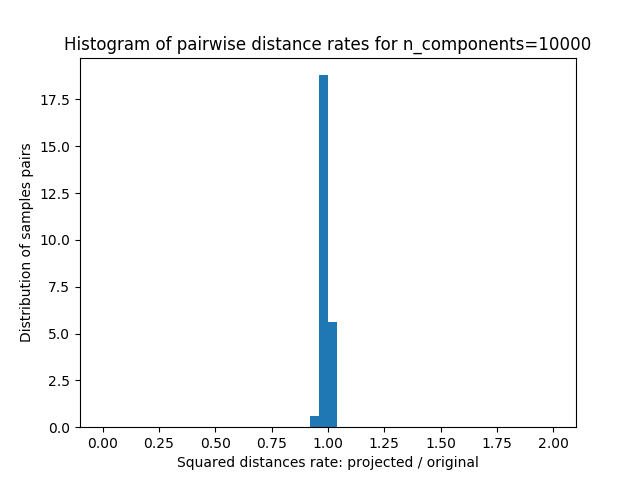 Histogram of pairwise distance rates for n_components=10000
Distribution of samples pairs
17.5
15.0
12.5
10.0
7.5
5.0
2.5
0.0
0.00 0.25 0.50 0.75 1.00 1.25 1.50 1.75 2.00
Squared distances rate: projected / original